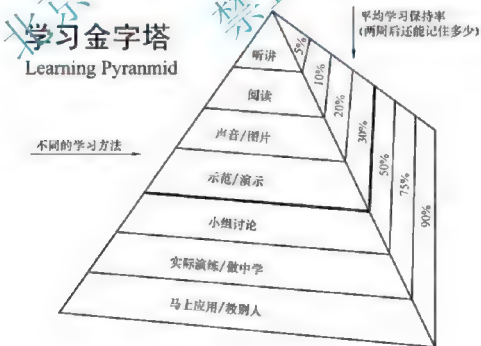 学习金字塔
Learning Pyranmid
平均学习保持率
(两周后还能记住多少)
不同的学习方法
听讲
5%
阅读
10%
声音/图片
20%
示范/演示
30%
小组讨论
50%
实际演练/做中学
75%
马上应用/教别人
90%